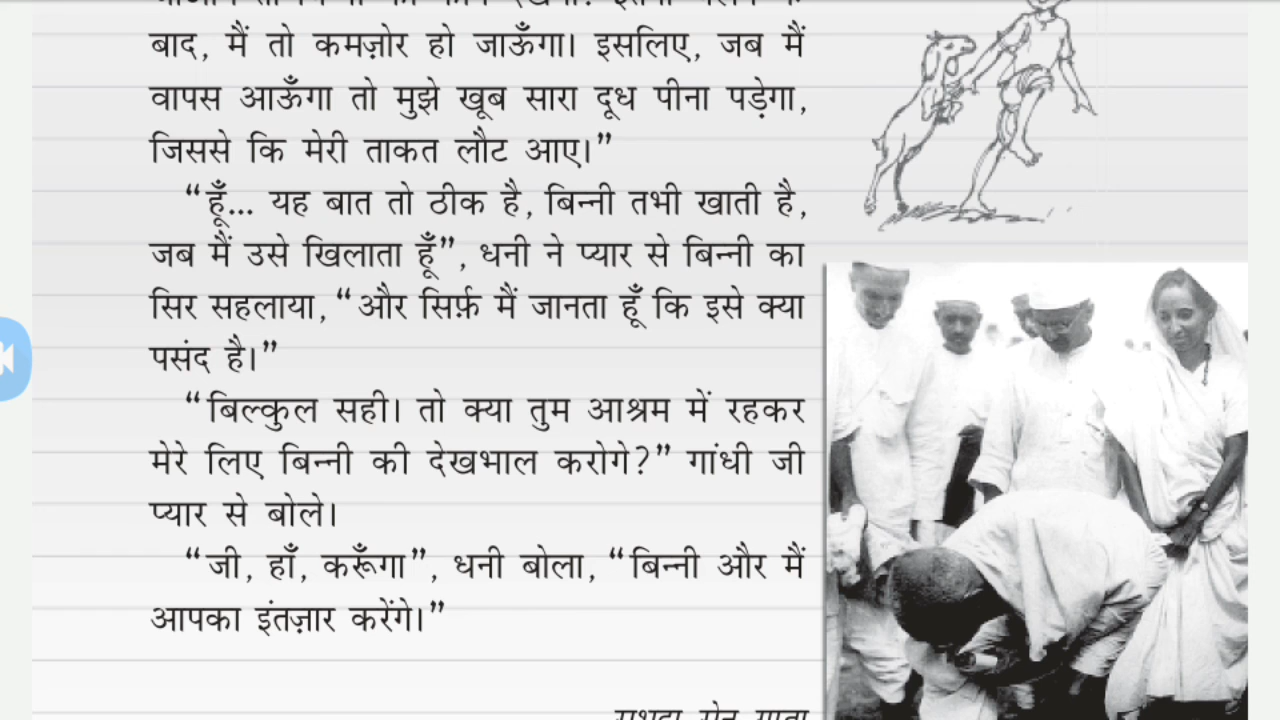 बाद, मैं तो कमज़ोर हो जाऊँगा। इसलिए, जब मैं
वापस आऊँगा तो मुझे खूब सारा दूध पीना पड़ेगा,
जिससे कि मेरी ताकत लौट आए।”
“हूँ... यह बात तो ठीक है, बिन्नी तभी खाती है,
जब मैं उसे खिलाता हूँ”, धनी ने प्यार से बिन्नी का
सिर सहलाया, “और सिर्फ़ मैं जानता हूँ कि इसे क्या
पसंद है।”
“बिल्कुल सही। तो क्या तुम आश्रम में रहकर
मेरे लिए बिन्नी की देखभाल करोगे?” गांधी जी
प्यार से बोले।
“जी, हाँ, करूँगा”, धनी बोला, “बिन्नी और मैं
आपका इंतज़ार करेंगे।”